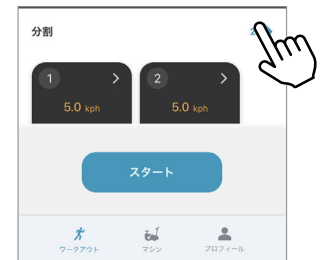 分割
1 >
5.0 kph
2 >
5.0 kph
スタート
ワークアウト
マシン
プロフィール